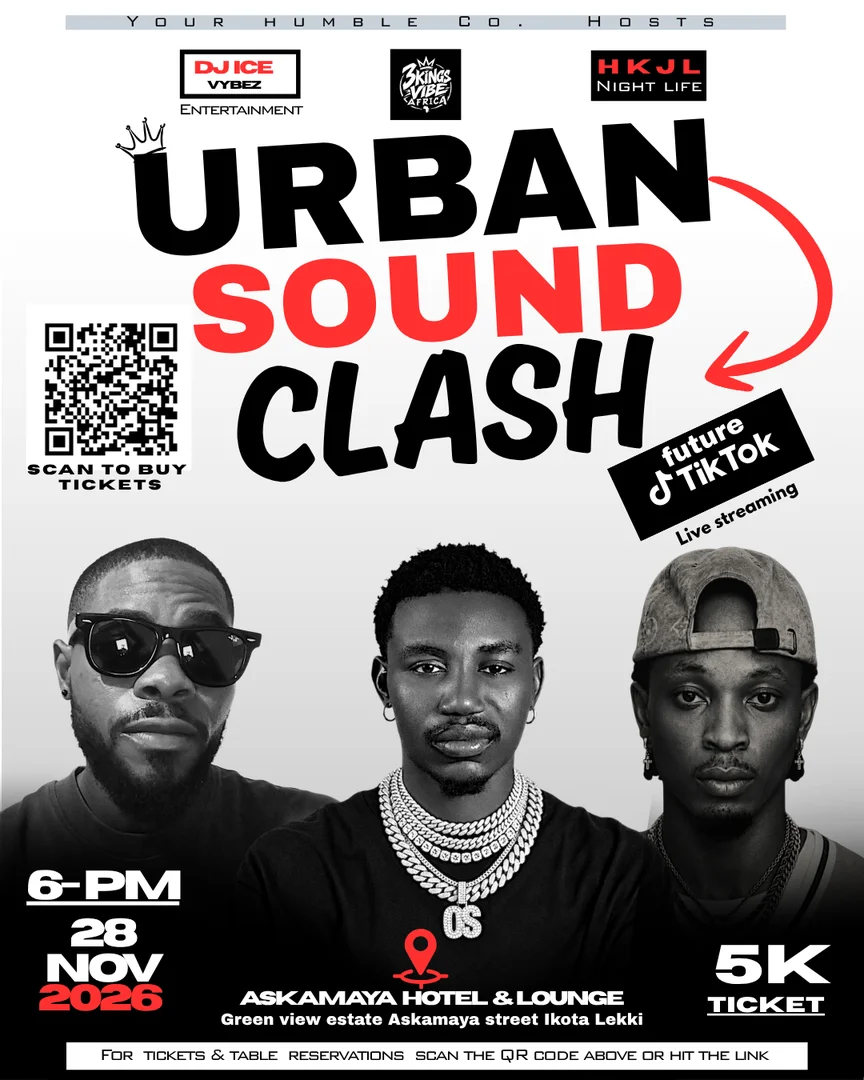 Your humble Co. Hosts
DJ ICE
VYBEZ
Entertainment
3KINGS
VIBE
AFRICA
HKJL
Night life
URBAN
SOUND
CLASH
SCAN TO BUY
TICKETS
future
TikTok
Live streaming
OS
6-PM
28
NOV
2026
5K
TICKET
ASKAMAYA HOTEL & LOUNGE
Green view estate Askamaya street Ikota Lekki
For tickets & table reservations scan the QR code above or hit the link